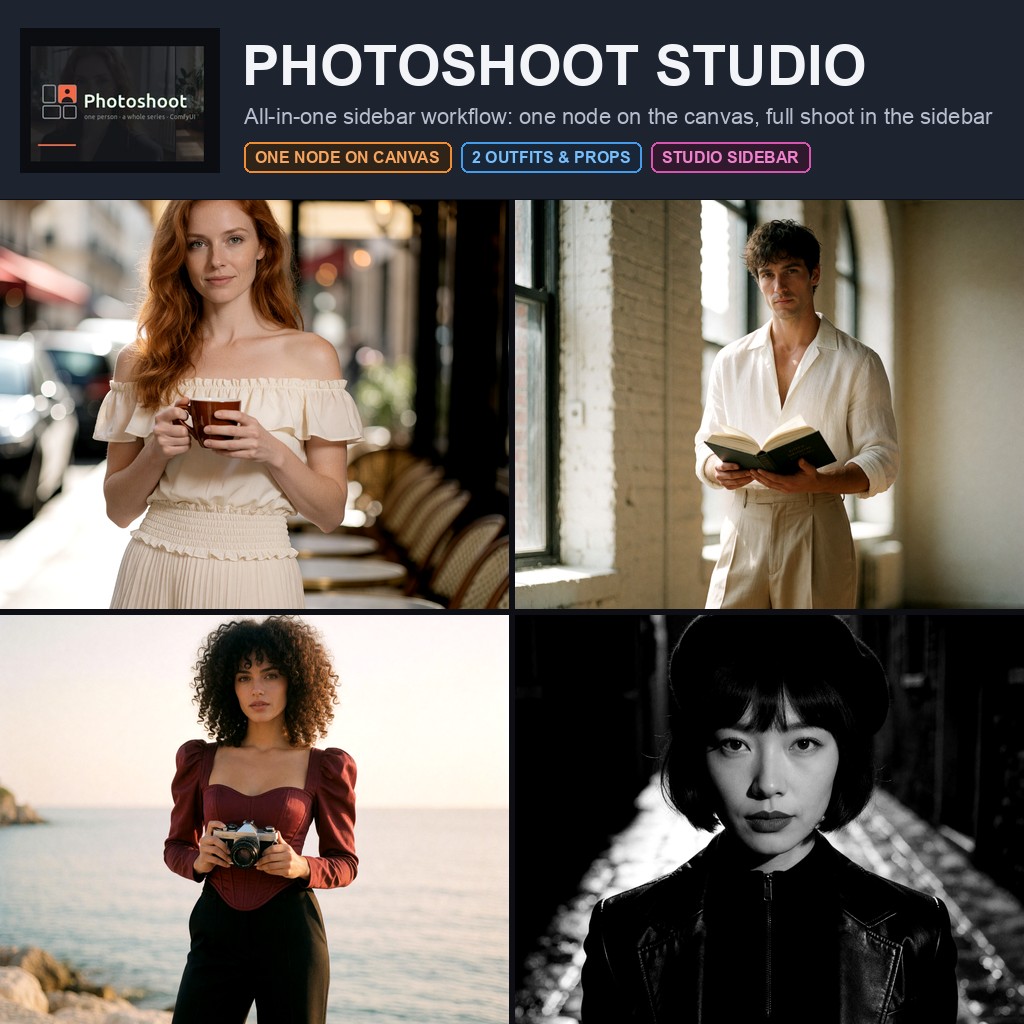 PHOTOSHOOT STUDIO
Photoshoot
one person · a whole series · ComfyUI
All-in-one sidebar workflow: one node on the canvas, full shoot in the sidebar
ONE NODE ON CANVAS
2 OUTFITS & PROPS
STUDIO SIDEBAR